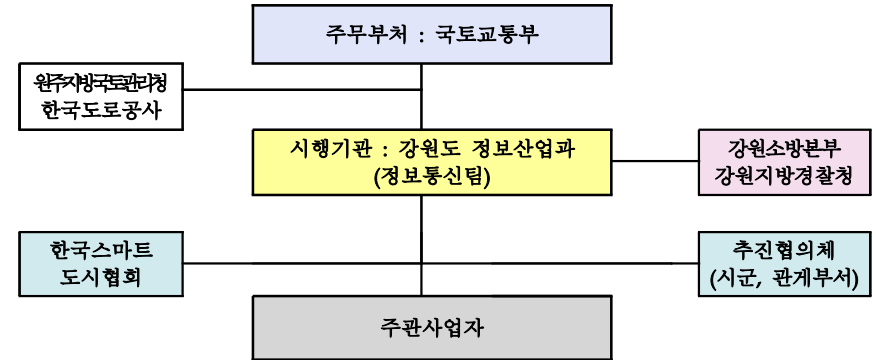 주무부처 : 국토교통부
원주지방국토관리청
한국도로공사
시행기관 : 강원도 정보산업과
(정보통신팀)
강원소방본부
강원지방경찰청
한국스마트
도시협회
추진협의체
(시군, 관게부서)
주관사업자